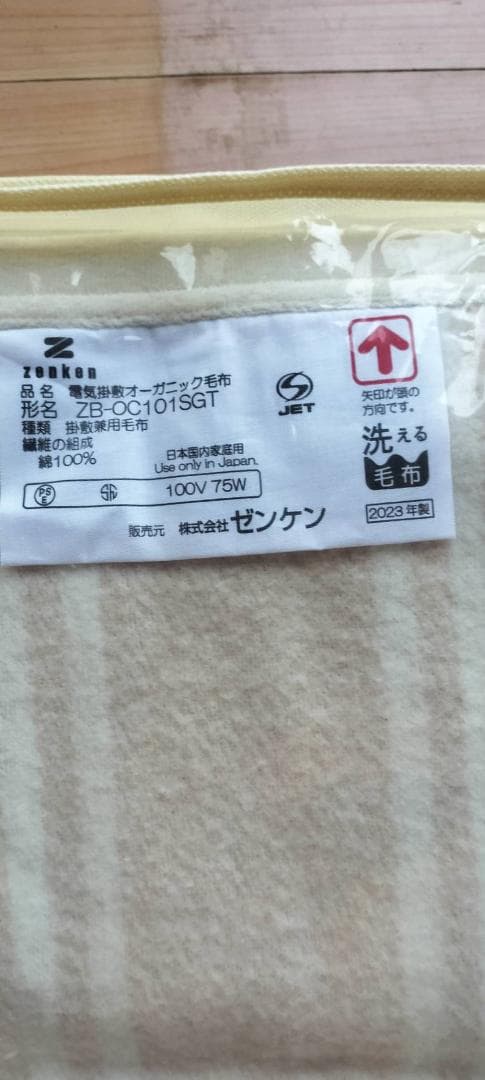 zenken
品名 電気掛敷オーガニック毛布
形名 ZB-OC101SGT
種類 掛敷兼用毛布
繊維の組成
綿100%
日本国内家庭用
Use only in Japan.
PSE 100V 75W
販売元 株式会社ゼンケン
JET
矢印が頭の
方向です。
洗える
毛布
2023年製